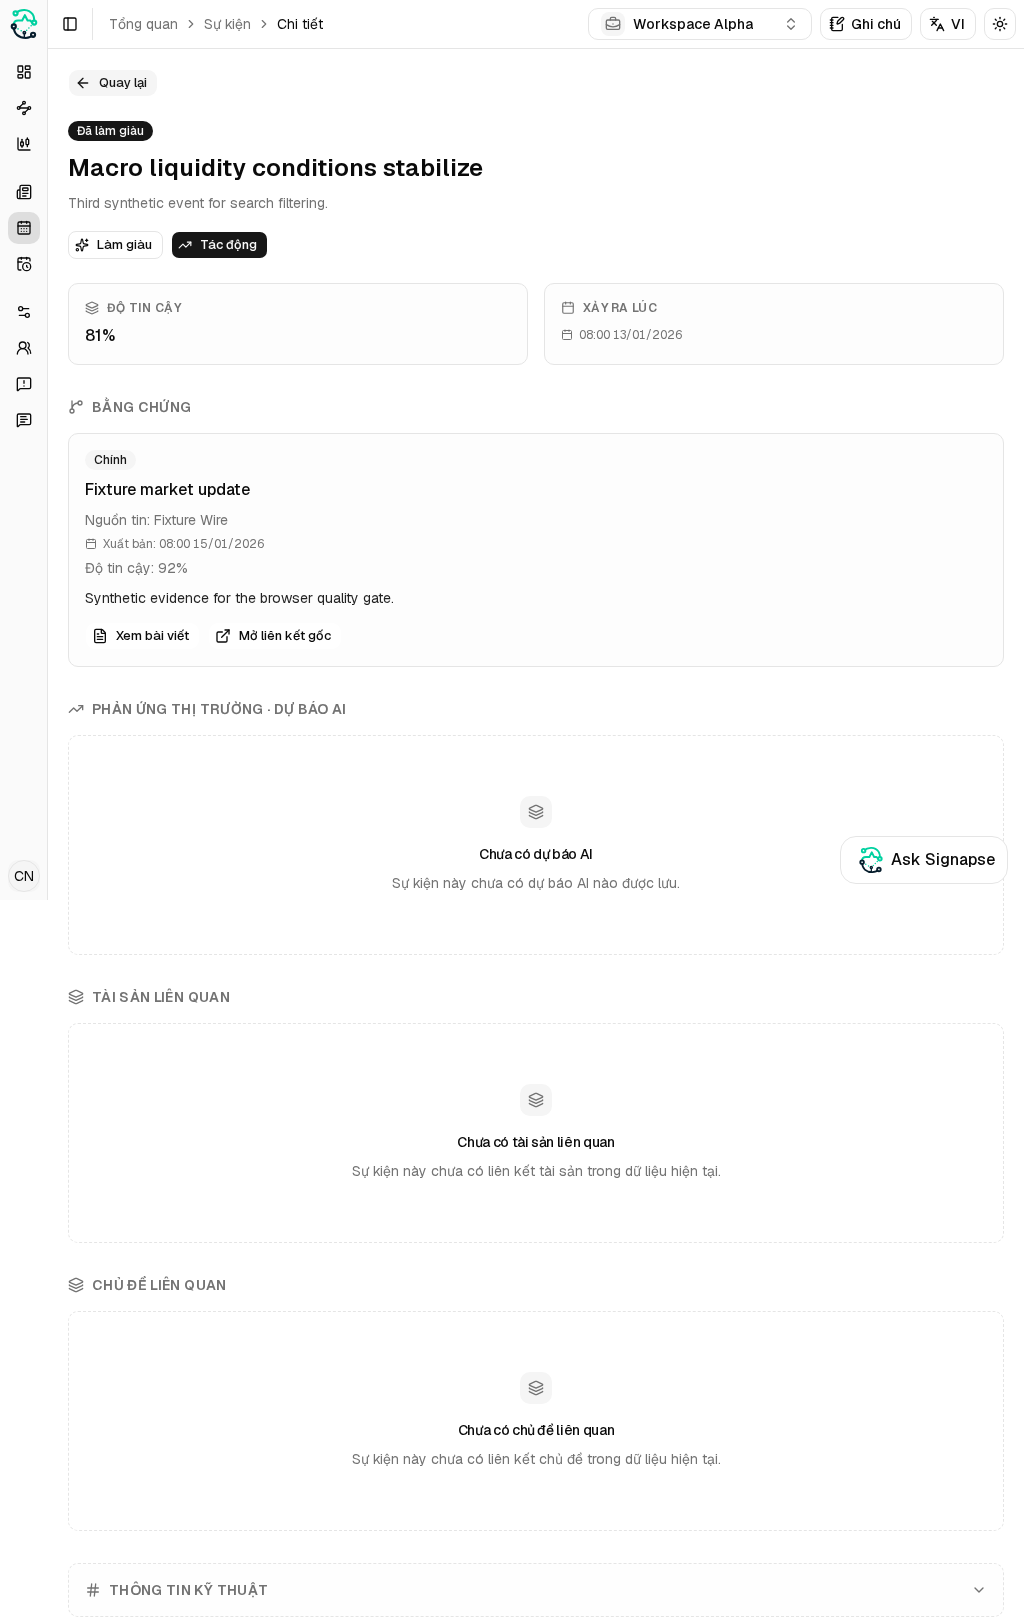 Tổng quan > Sự kiện > Chi tiết
Workspace Alpha
Ghi chú
VI
Quay lại
Đã làm giàu
Macro liquidity conditions stabilize
Third synthetic event for search filtering.
Làm giàu
Tác động
ĐỘ TIN CẬY
81%
XẢY RA LÚC
08:00 13/01/2026
BẰNG CHỨNG
Chính
Fixture market update
Nguồn tin: Fixture Wire
Xuất bản: 08:00 15/01/2026
Độ tin cậy: 92%
Synthetic evidence for the browser quality gate.
Xem bài viết
Mở liên kết gốc
PHẢN ỨNG THỊ TRƯỜNG · DỰ BÁO AI
Chưa có dự báo AI
Sự kiện này chưa có dự báo AI nào được lưu.
Ask Signapse
CN
TÀI SẢN LIÊN QUAN
Chưa có tài sản liên quan
Sự kiện này chưa có liên kết tài sản trong dữ liệu hiện tại.
CHỦ ĐỀ LIÊN QUAN
Chưa có chủ đề liên quan
Sự kiện này chưa có liên kết chủ đề trong dữ liệu hiện tại.
THÔNG TIN KỸ THUẬT